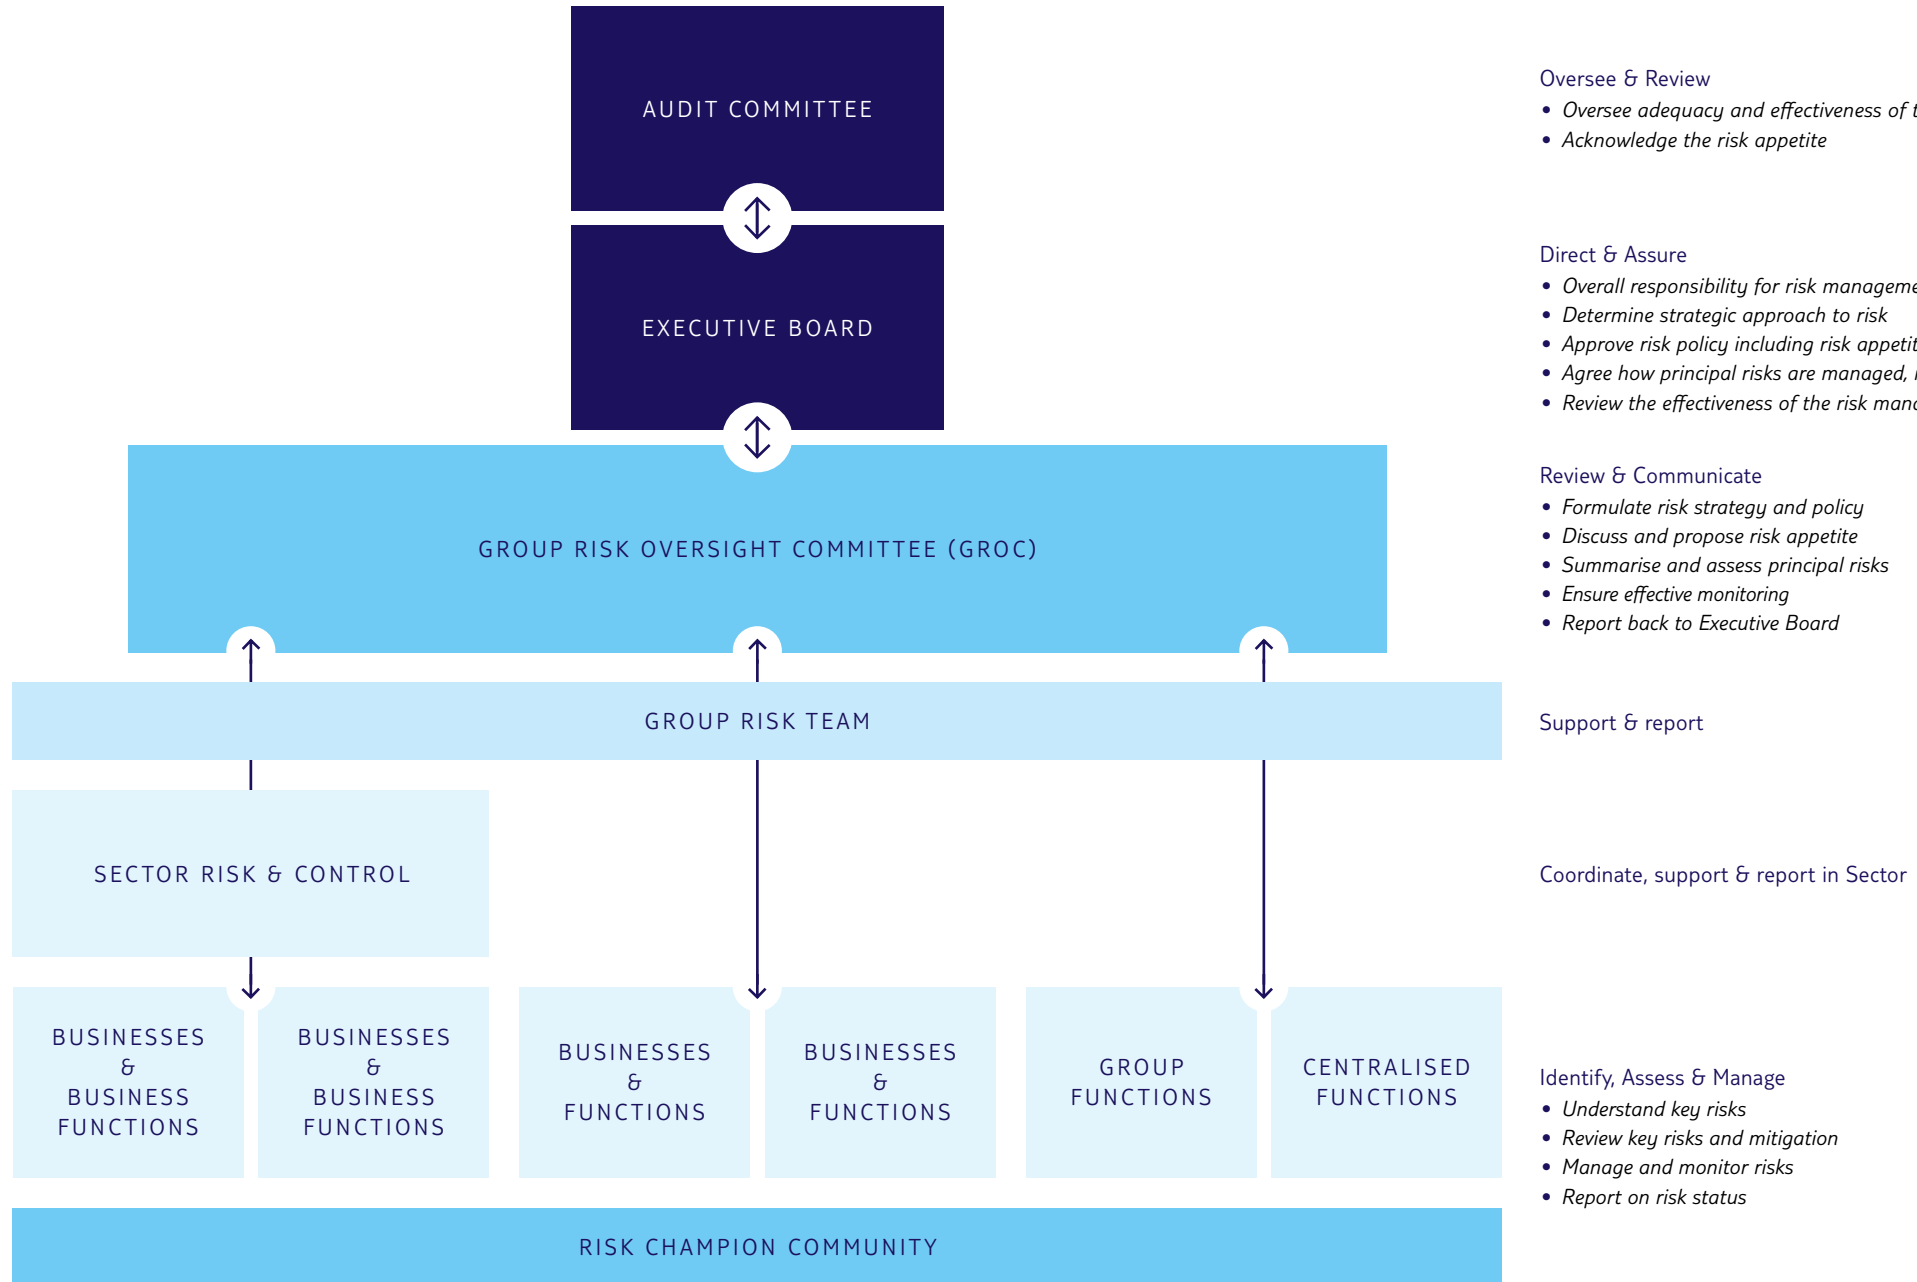 AUDIT COMMITTEE
Oversee & Review
• Oversee adequacy and effectiveness of
• Acknowledge the risk appetite
EXECUTIVE BOARD
Direct & Assure
• Overall responsibility for risk
• Determine strategic approach to risk
• Approve risk policy including risk
• Agree how principal risks are managed,
• Review the effectiveness of the risk
GROUP RISK OVERSIGHT COMMITTEE (GROC)
Review & Communicate
• Formulate risk strategy and policy
• Discuss and propose risk appetite
• Summarise and assess principal risks
• Ensure effective monitoring
• Report back to Executive Board
GROUP RISK TEAM
Support & report
SECTOR RISK & CONTROL
Coordinate, support & report in Sector
BUSINESSES
&
BUSINESS
FUNCTIONS
BUSINESSES
&
BUSINESS
FUNCTIONS
BUSINESSES
&
FUNCTIONS
BUSINESSES
&
FUNCTIONS
GROUP
FUNCTIONS
CENTRALISED
FUNCTIONS
Identify, Assess & Manage
• Understand key risks
• Review key risks and mitigation
• Manage and monitor risks
• Report on risk status
RISK CHAMPION COMMUNITY